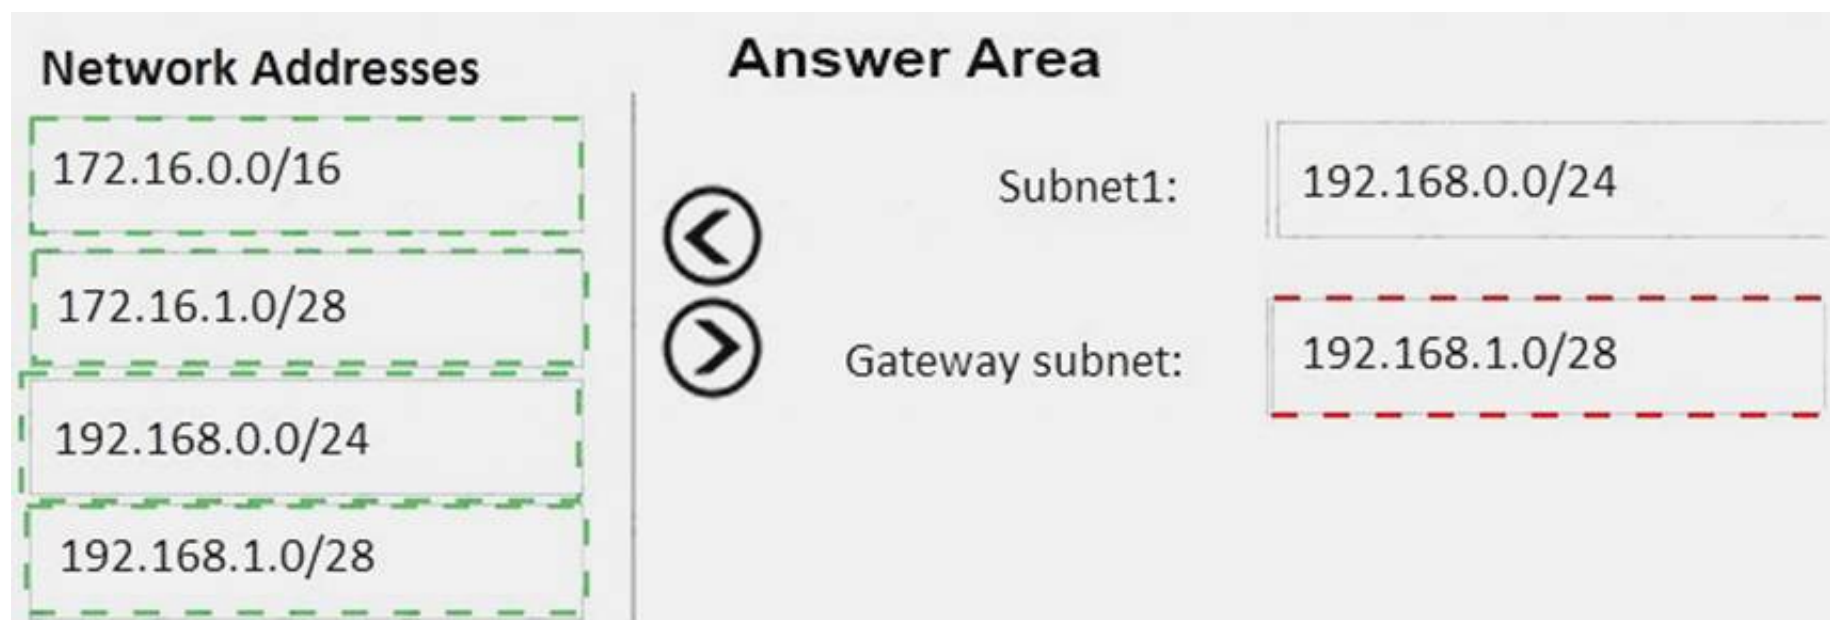 Network Addresses
172.16.0.0/16
172.16.1.0/28
192.168.0.0/24
192.168.1.0/28
Answer Area
Subnet1:
192.168.0.0/24
Gateway subnet:
192.168.1.0/28